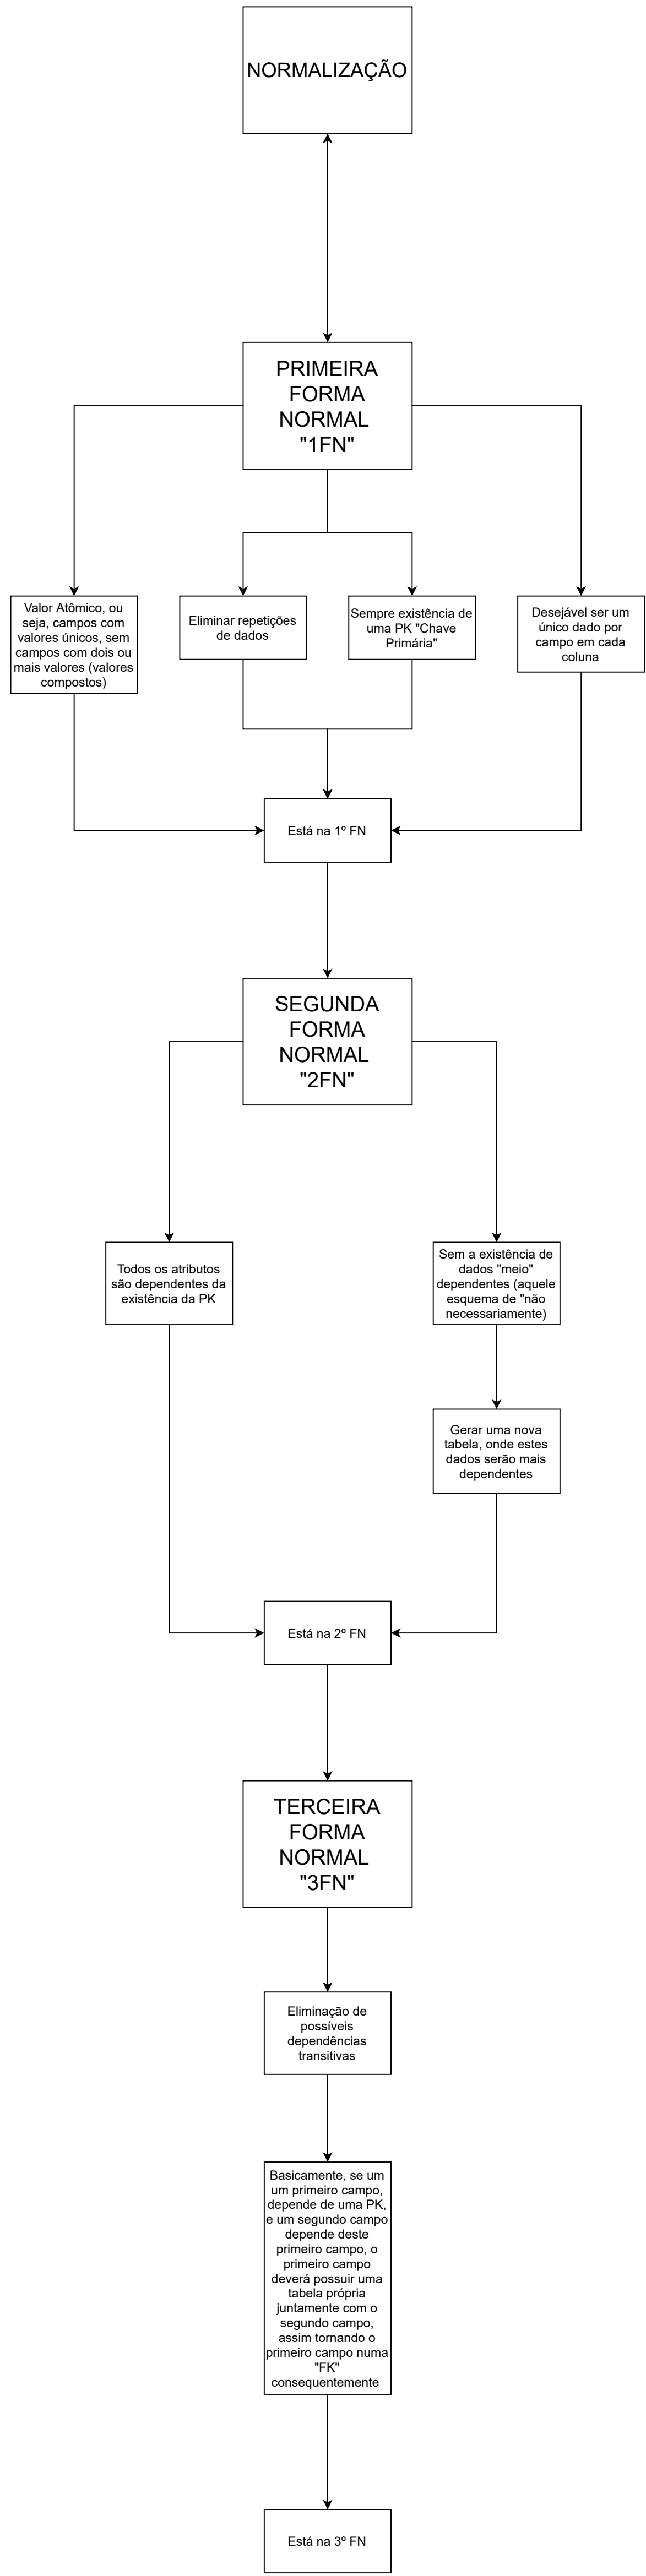 NORMALIZAÇÃO
PRIMEIRA
FORMA
NORMAL
"1FN"
Valor Atômico, ou
seja, campos com
valores únicos, sem
campos com dois ou
mais valores (valores
compostos)
Eliminar repetições
de dados
Sempre existência de
uma PK "Chave
Primária"
Desejável ser um
único dado por
campo em cada
coluna
Está na 1º FN
SEGUNDA
FORMA
NORMAL
"2FN"
Todos os atributos
são dependentes da
existência da PK
Sem a existência de
dados "meio"
dependentes (aquele
esquema de "não
necessariamente)
Gerar uma nova
tabela, onde estes
dados serão mais
dependentes
Está na 2º FN
TERCEIRA
FORMA
NORMAL
"3FN"
Eliminação de
possíveis
dependências
transitivas
Basicamente, se um
um primeiro campo,
depende de uma PK,
e um segundo campo
depende deste
primeiro campo, o
primeiro campo
deverá possuir uma
tabela própria
juntamente com o
segundo campo,
assim tornando o
primeiro campo numa
"FK"
consequentemente
Está na 3º FN